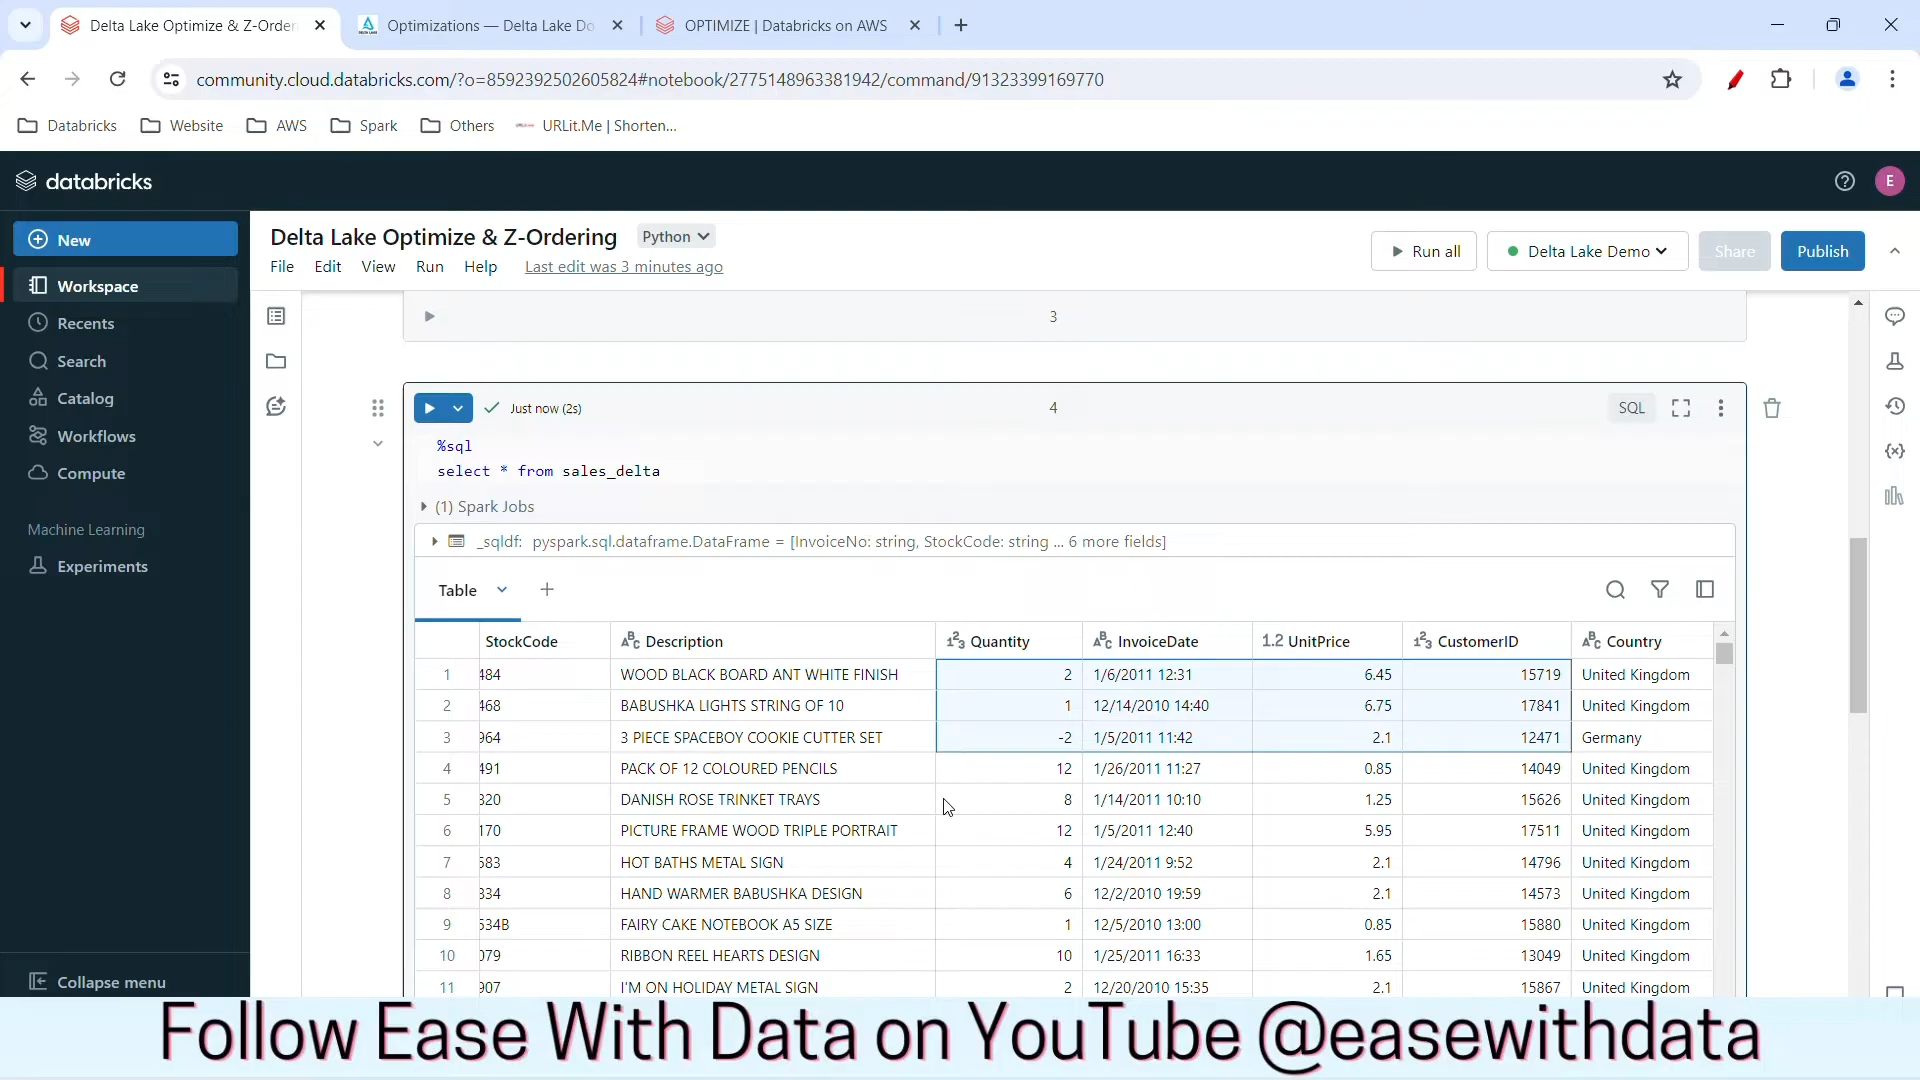 Delta Lake Optimize & Z-Order
Optimizations — Delta Lake Do
OPTIMIZE | Databricks on AWS
community.cloud.databricks.com/?o=8592392502605824#notebook/2775148963381942/command/91323399169770
Databricks Website AWS Spark Others URLit.Me | Shorten...
databricks
E
New
Workspace
Recents
Search
Catalog
Workflows
Compute
Machine Learning
Experiments
Collapse menu
Delta Lake Optimize & Z-Ordering Python
File Edit View Run Help Last edit was 3 minutes ago
Run all Delta Lake Demo Share Publish
3
Just now (2s) 4 SQL
%sql
select * from sales_delta
(1) Spark Jobs
_sqldf: pyspark.sql.dataframe.DataFrame = [InvoiceNo: string, StockCode: string ... 6 more fields]
Table
StockCode Description Quantity InvoiceDate 1.2 UnitPrice CustomerID Country
1 484 WOOD BLACK BOARD ANT WHITE FINISH 2 1/6/2011 12:31 6.45 15719 United Kingdom
2 468 BABUSHKA LIGHTS STRING OF 10 1 12/14/2010 14:40 6.75 17841 United Kingdom
3 964 3 PIECE SPACEBOY COOKIE CUTTER SET -2 1/5/2011 11:42 2.1 12471 Germany
4 491 PACK OF 12 COLOURED PENCILS 12 1/26/2011 11:27 0.85 14049 United Kingdom
5 820 DANISH ROSE TRINKET TRAYS 8 1/14/2011 10:10 1.25 15626 United Kingdom
6 170 PICTURE FRAME WOOD TRIPLE PORTRAIT 12 1/5/2011 12:40 5.95 17511 United Kingdom
7 583 HOT BATHS METAL SIGN 4 1/24/2011 9:52 2.1 14796 United Kingdom
8 834 HAND WARMER BABUSHKA DESIGN 6 12/2/2010 19:59 2.1 14573 United Kingdom
9 534B FAIRY CAKE NOTEBOOK A5 SIZE 1 12/5/2010 13:00 0.85 15880 United Kingdom
10 079 RIBBON REEL HEARTS DESIGN 10 1/25/2011 16:33 1.65 13049 United Kingdom
11 907 I'M ON HOLIDAY METAL SIGN 2 12/20/2010 15:35 2.1 15867 United Kingdom
Follow Ease With Data on YouTube @easewithdata